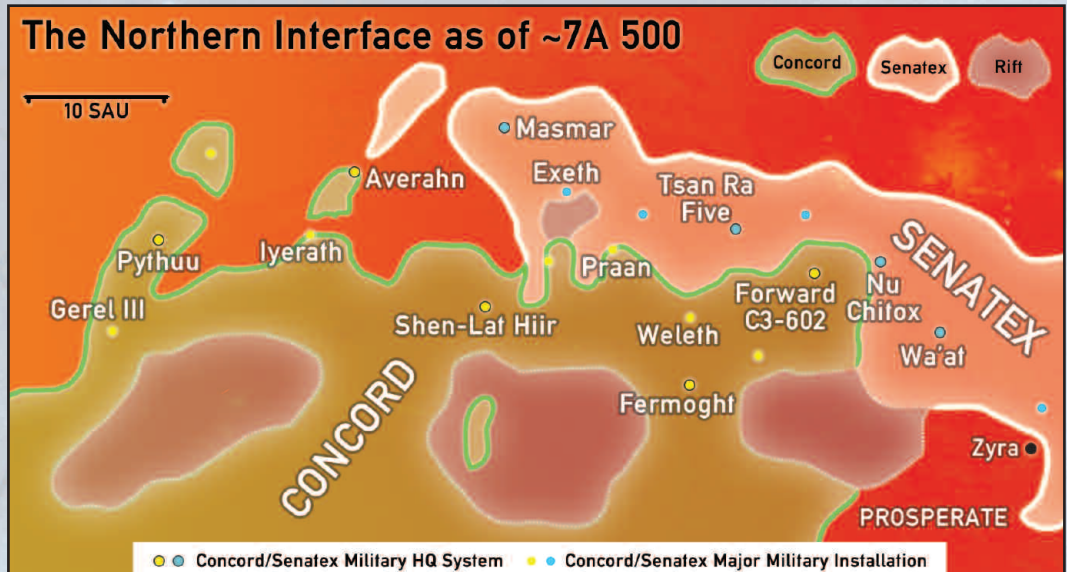 The Northern Interface as of ~7A 500
Concord
Senatex
Rift
10 SAU
Masmar
Averahn
Exeth
Tsan Ra
Five
Pythuu
Iyerath
Praan
SENATEX
Gerel III
Shen-Lat Hiir
Weleth
Forward
C3-602
Nu
Chitox
Wa'at
CONCORD
Fermoght
Zyra
PROSPERATE
Concord/Senatex Military HQ System
Concord/Senatex Major Military Installation